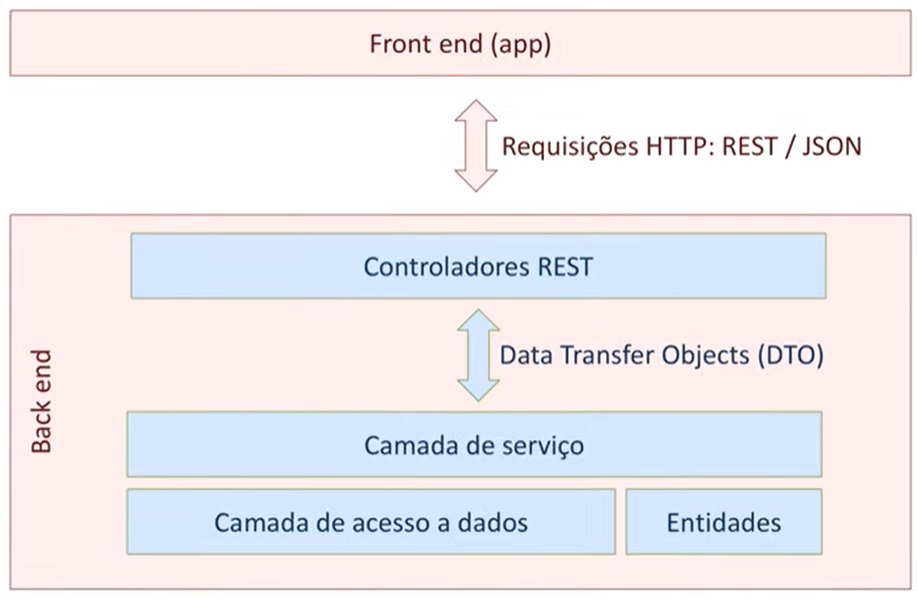 Front end (app)
Requisições HTTP: REST / JSON
Controladores REST
Data Transfer Objects (DTO)
Back end
Camada de serviço
Camada de acesso a dados
Entidades